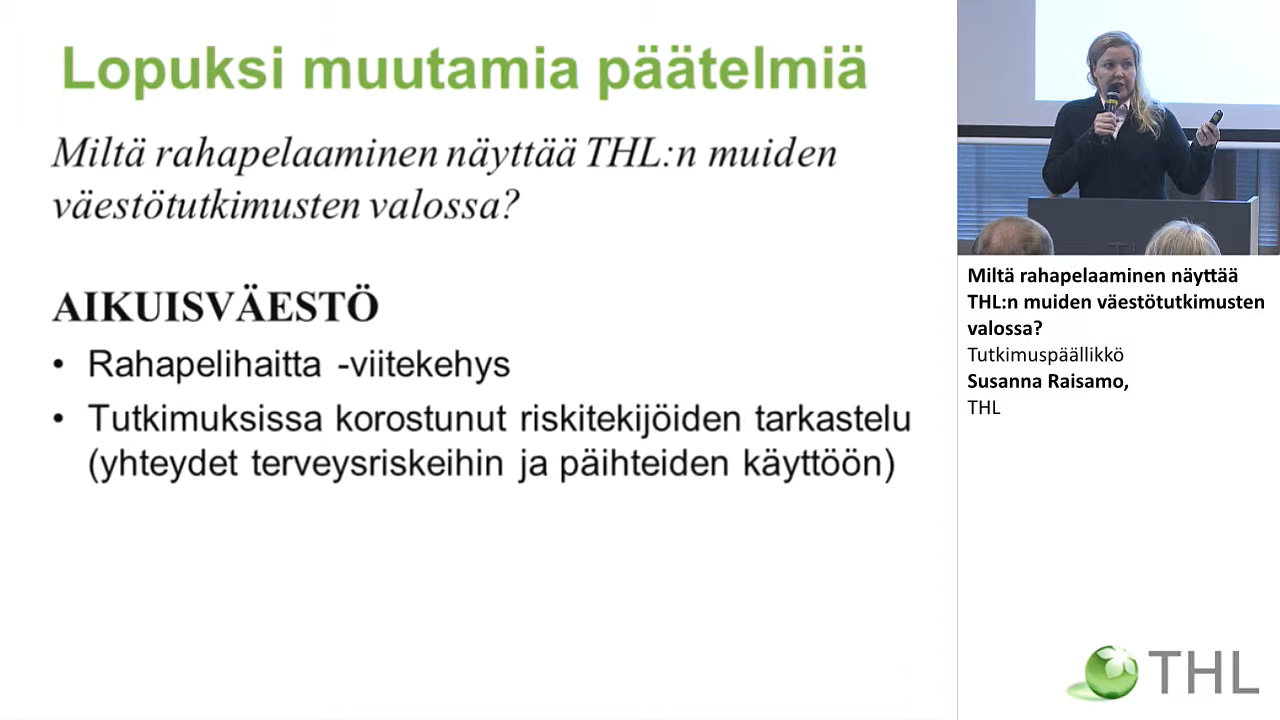 Lopuksi muutamia päätelmiä
Miltä rahapelaaminen näyttää THL:n muiden
väestötutkimusten valossa?
AIKUISVÄESTÖ
• Rahapelihaitta -viitekehys
• Tutkimuksissa korostunut riskitekijöiden tarkastelu
(yhteydet terveysriskeihin ja päihteiden käyttöön)
Miltä rahapelaaminen näyttää
THL:n muiden väestötutkimusten
valossa?
Tutkimuspäällikkö
Susanna Raisamo,
THL
THL